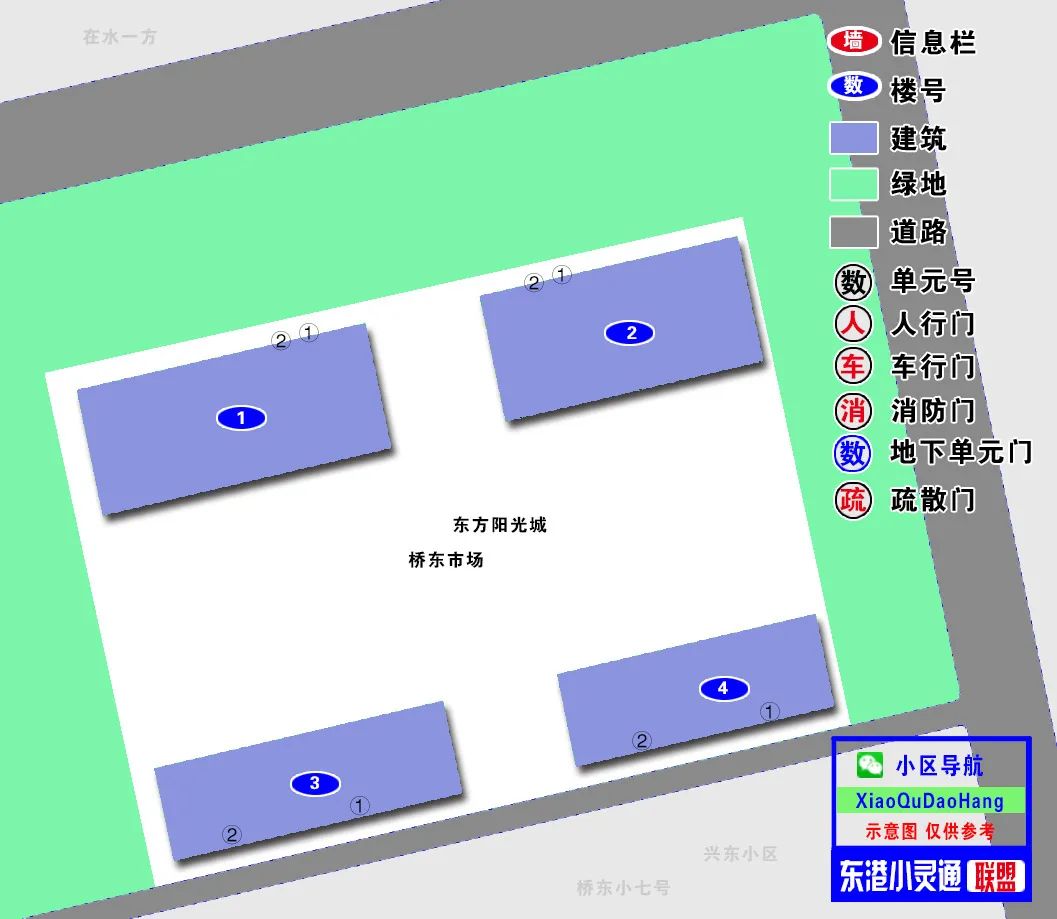 在水一方
墙 信息栏
数 楼号
建筑
绿地
道路
数 单元号
人 人行门
车 车行门
消 消防门
数 地下单元门
疏 疏散门
② ①
2
② ①
1
东方阳光城
桥东市场
4
①
②
3
①
②
兴东小区
桥东小七号
小区导航
XiaoQuDaoHang
示意图 仅供参考
东港小灵通 联盟